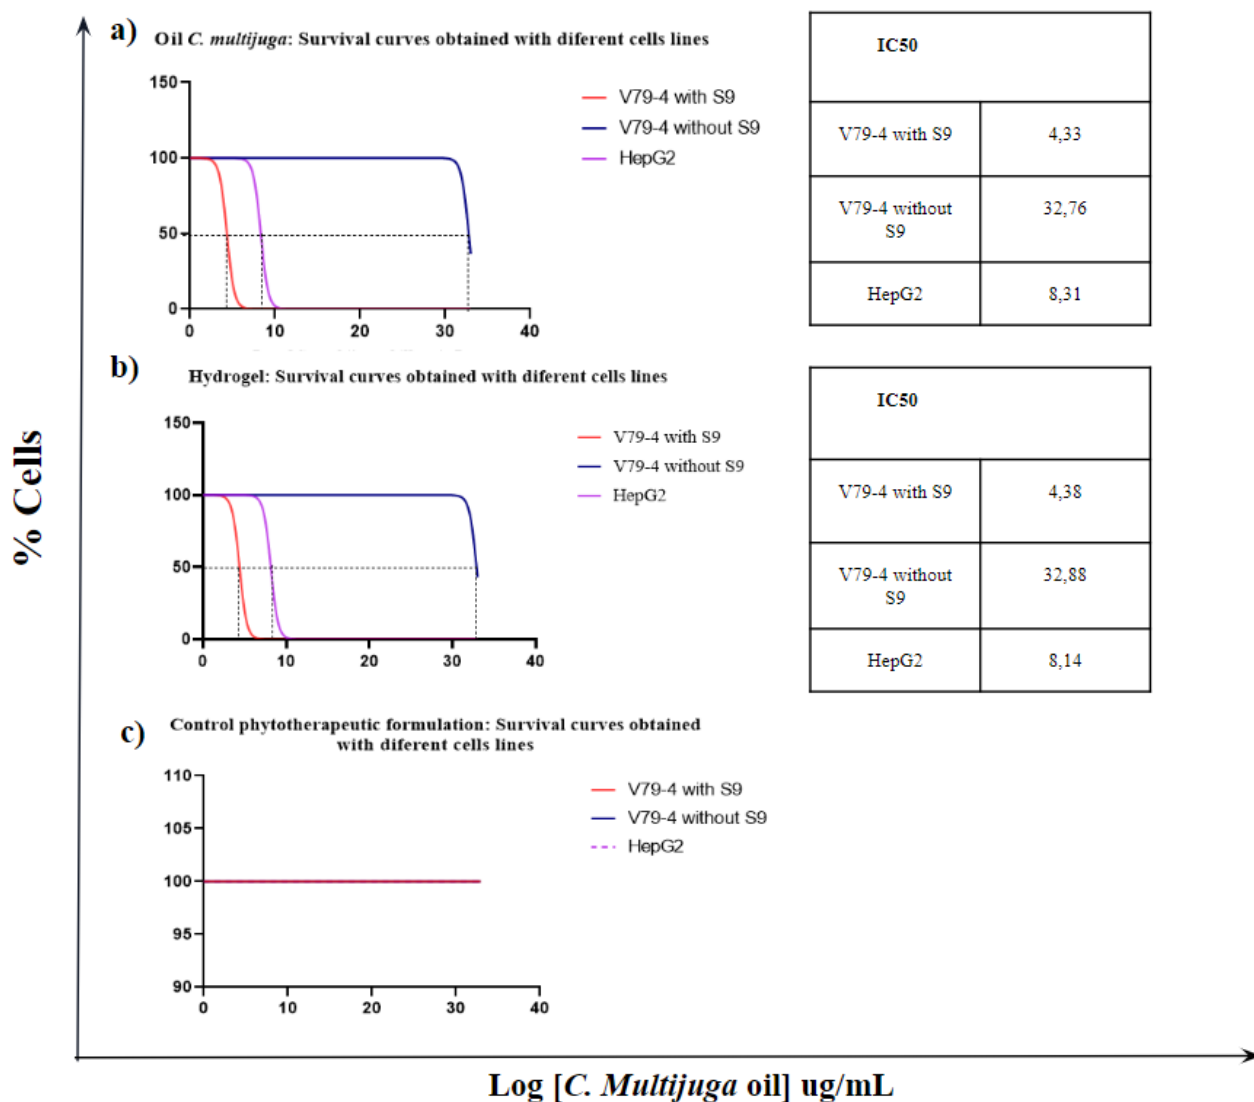 a)
Oil C. multijuga: Survival curves obtained with diferent cells lines
150
100
50
0
0
10
20
30
40
V79-4 with S9
V79-4 without S9
HepG2
IC50
V79-4 with S9
4,33
V79-4 without
S9
32,76
HepG2
8,31
b)
Hydrogel: Survival curves obtained with diferent cells lines
150
100
50
0
0
10
20
30
40
V79-4 with S9
V79-4 without S9
HepG2
IC50
V79-4 with S9
4,38
V79-4 without
S9
32,88
HepG2
8,14
c)
Control phytotherapeutic formulation: Survival curves obtained
with diferent cells lines
110
105
100
95
90
0
10
20
30
40
V79-4 with S9
V79-4 without S9
HepG2
% Cells
Log [C. Multijuga oil] ug/mL